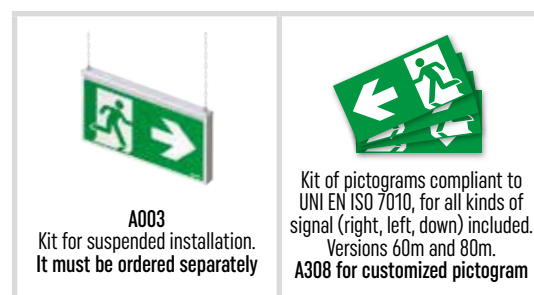 A003
Kit for suspended installation.
It must be ordered separately
Kit of pictograms compliant to
UNI EN ISO 7010, for all kinds of
signal (right, left, down) included.
Versions 60m and 80m.
A308 for customized pictogram